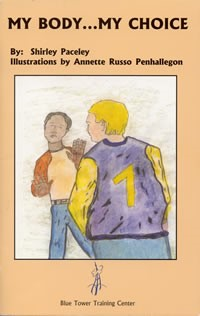 MY BODY...MY CHOICE
By: Shirley Paceley
Illustrations by Annette Russo Penhallegon
1
Blue Tower Training Center